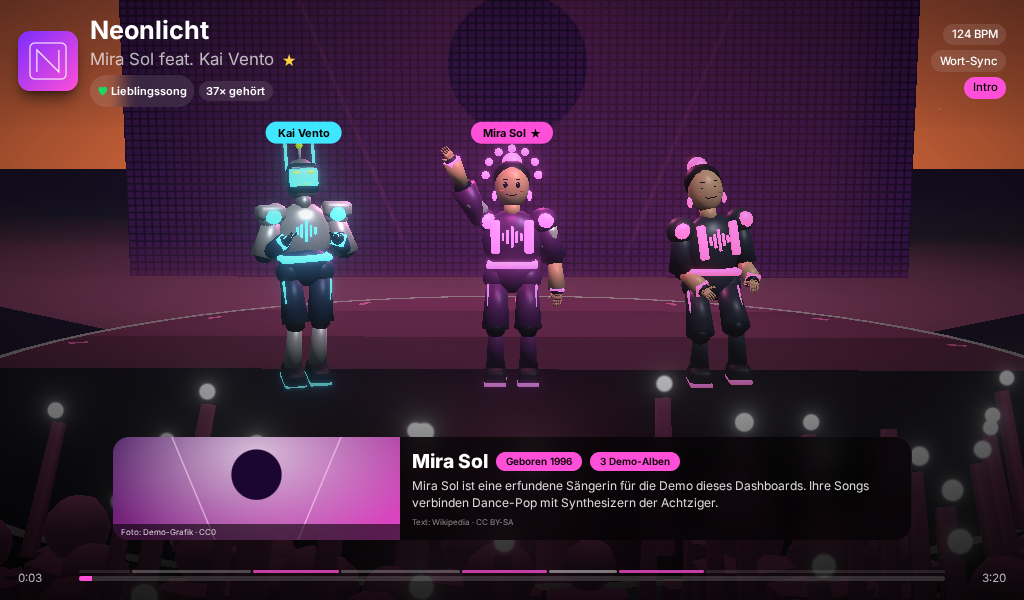 Neonlicht
Mira Sol feat. Kai Vento ★
Lieblingssong
37× gehört
124 BPM
Wort-Sync
Intro
Kai Vento
Mira Sol ★
Mira Sol
Geboren 1996
3 Demo-Alben
Mira Sol ist eine erfundene Sängerin für die Demo dieses Dashboards. Ihre Songs
verbinden Dance-Pop mit Synthesizern der Achtziger.
Text: Wikipedia · CC BY-SA
Foto: Demo-Grafik · CC0
0:03
3:20